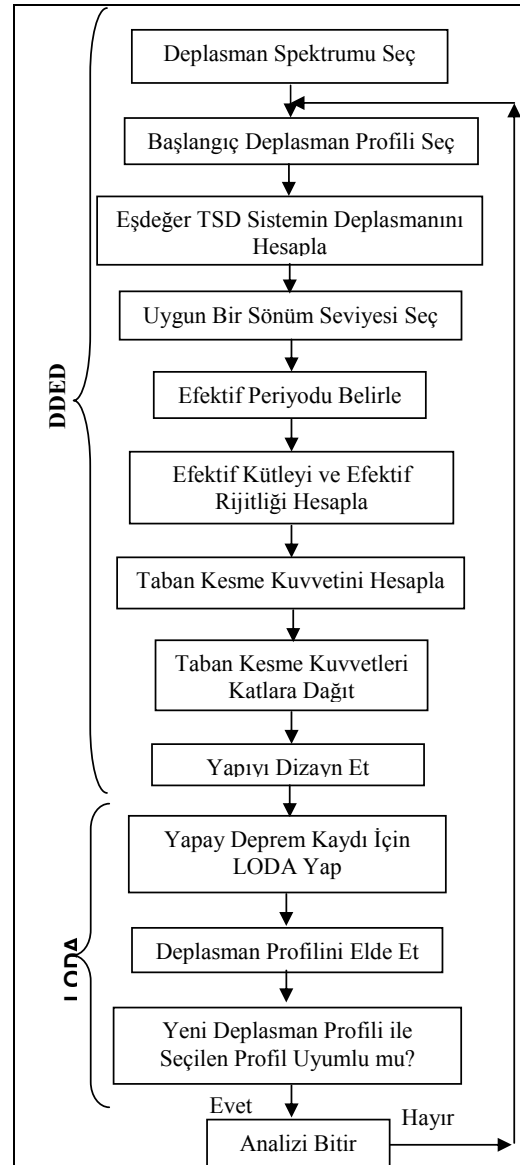 Deplasman Spektrumu Seç
Başlangıç Deplasman Profili Seç
Eşdeğer TSD Sistemin Deplasmanını
Hesapla
Uygun Bir Sönüm Seviyesi Seç
Efektif Periyodu Belirle
Efektif Kütleyi ve Efektif
Rijitliği Hesapla
Taban Kesme Kuvvetini Hesapla
Taban Kesme Kuvvetleri
Katlara Dağıt
Yapıyı Dizayn Et
DDED
Yapay Deprem Kaydı İçin
LODA Yap
Deplasman Profilini Elde Et
Yeni Deplasman Profili ile
Seçilen Profil Uyumlu mu?
LODA
Evet
Hayır
Analizi Bitir